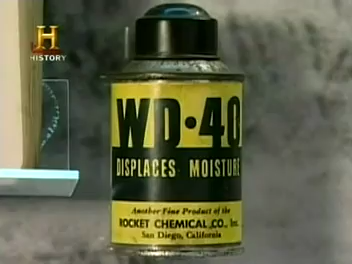 H
HISTORY
WD·40
DISPLACES MOISTURE
Another Fine Product of the
ROCKET CHEMICAL CO., Inc.
San Diego, California